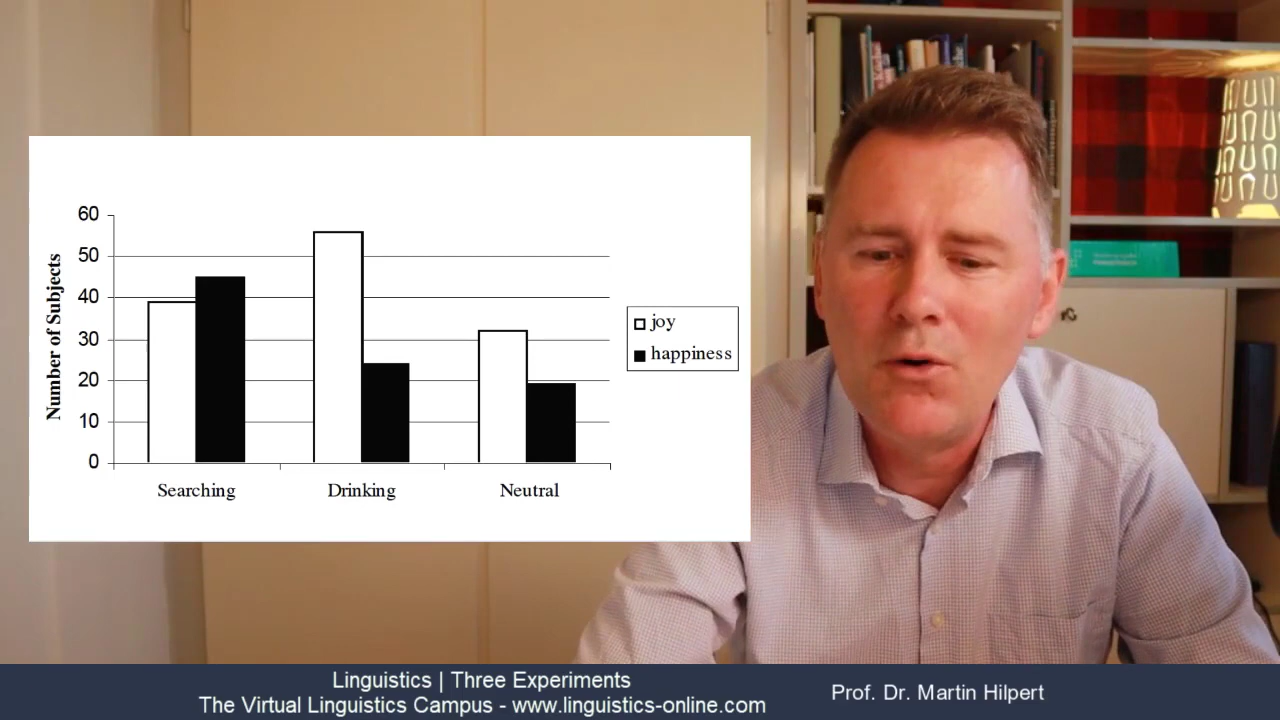 60
50
40
30
20
10
0
Number of Subjects
Searching
Drinking
Neutral
joy
happiness
Linguistics | Three Experiments
The Virtual Linguistics Campus - www.linguistics-online.com
Prof. Dr. Martin Hilpert